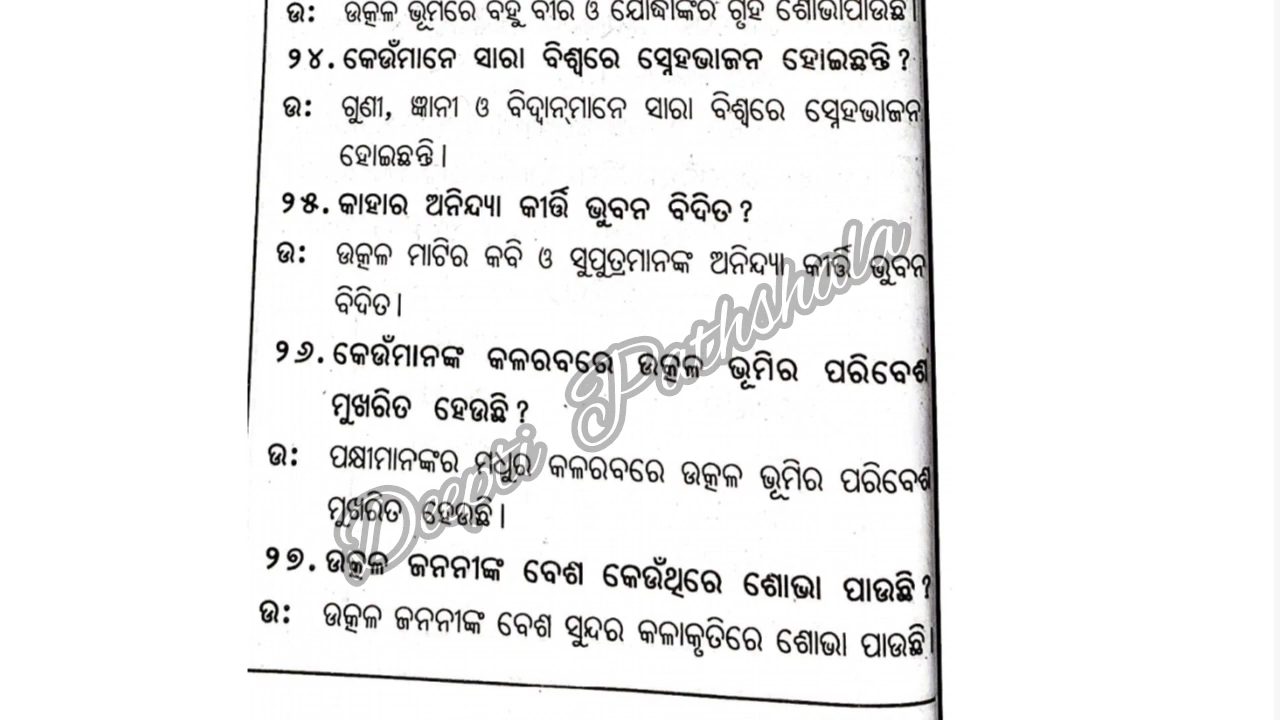 ଉ: ଉତ୍କଳ ଭୂମିରେ ବହୁ ବୀର ଓ ଯୋଦ୍ଧାଙ୍କର ଗୃହ ଶୋଭାପାଉଛି।
୨୪. କେଉଁମାନେ ସାରା ବିଶ୍ୱରେ ସ୍ନେହଭାଜନ ହୋଇଛନ୍ତି ?
ଉ: ଗୁଣୀ, ଜ୍ଞାନୀ ଓ ବିଦ୍ୱାନ୍‌ମାନେ ସାରା ବିଶ୍ୱରେ ସ୍ନେହଭାଜନ
ହୋଇଛନ୍ତି।
୨୫. କାହାର ଅନିନ୍ଦ୍ୟା କୀର୍ତ୍ତି ଭୁବନ ବିଦିତ ?
ଉ: ଉତ୍କଳ ମାଟିର କବି ଓ ସୁପୁତ୍ରମାନଙ୍କ ଅନିନ୍ଦ୍ୟା କୀର୍ତ୍ତି ଭୁବନ
ବିଦିତ।
୨୬. କେଉଁମାନଙ୍କ କଳରବରେ ଉତ୍କଳ ଭୂମିର ପରିବେଶ
ମୁଖରିତ ହେଉଛି ?
ଉ: ପକ୍ଷୀମାନଙ୍କର ମଧୁର କଳରବରେ ଉତ୍କଳ ଭୂମିର ପରିବେଶ
ମୁଖରିତ ହେଉଛି।
୨୭. ଉତ୍କଳ ଜନନୀଙ୍କ ବେଶ କେଉଁଥିରେ ଶୋଭା ପାଉଛି ?
ଉ: ଉତ୍କଳ ଜନନୀଙ୍କ ବେଶ ସୁନ୍ଦର କଳାକୃତିରେ ଶୋଭା ପାଉଛି।
Deepti Pathshala